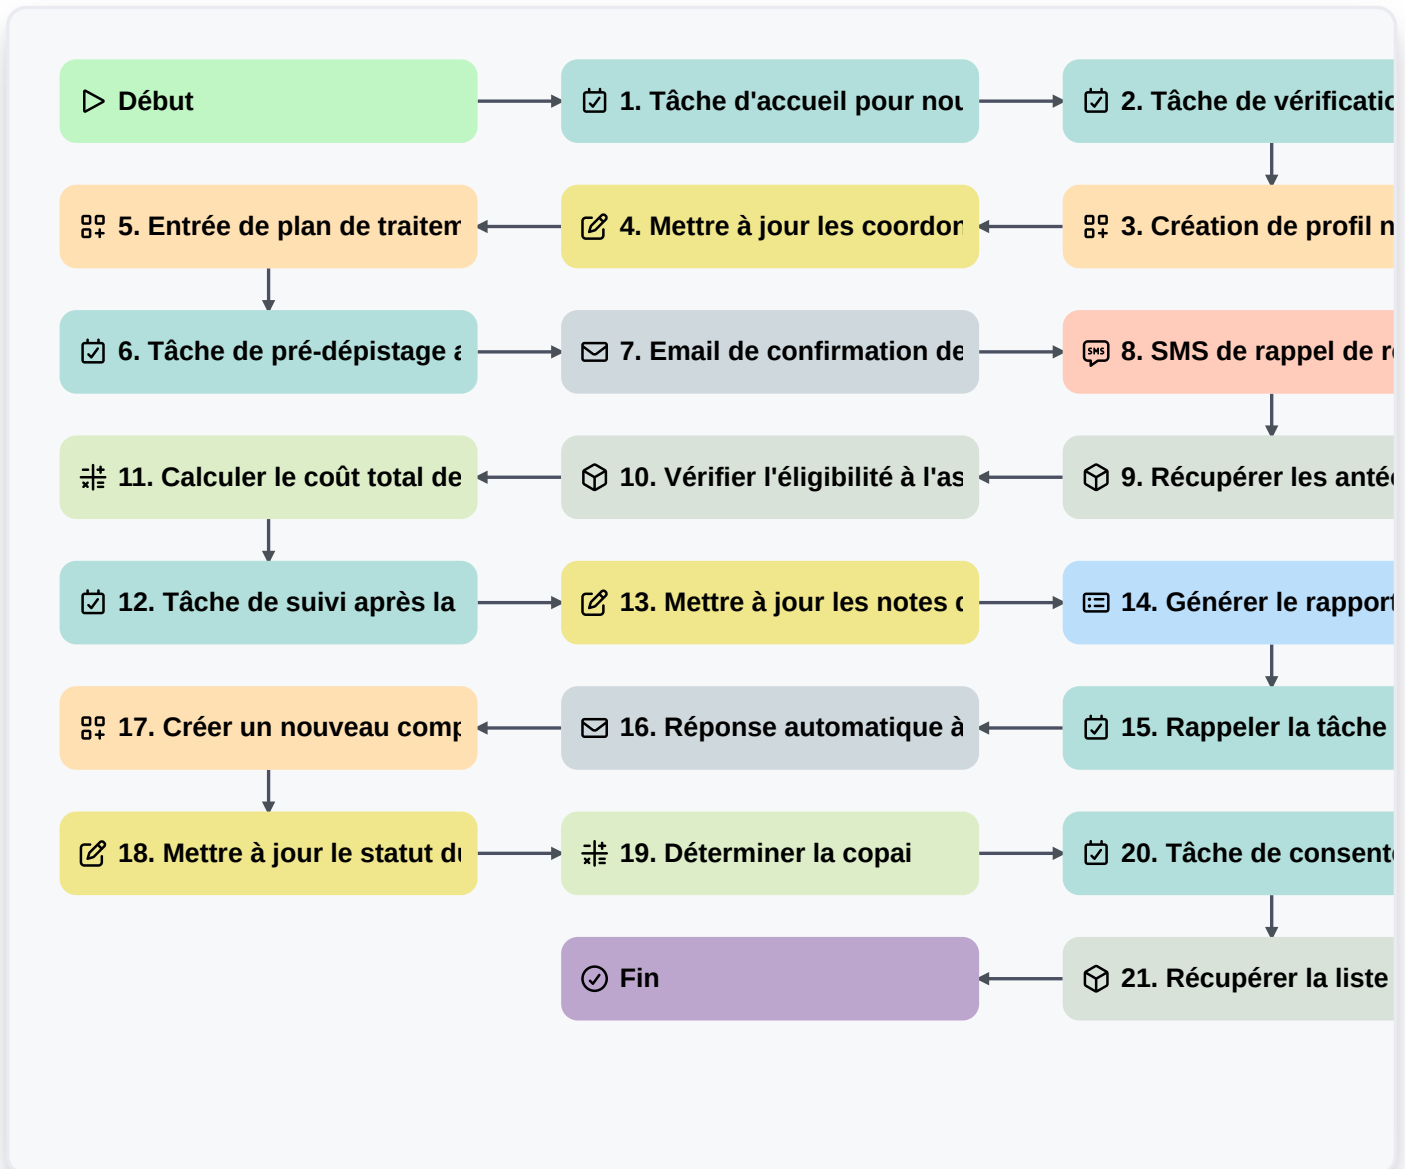 Début
1. Tâche d'accueil pour nou
2. Tâche de vérificatio
5. Entrée de plan de traitem
4. Mettre à jour les coordon
3. Création de profil n
6. Tâche de pré-dépistage a
7. Email de confirmation de
SMS
8. SMS de rappel de re
11. Calculer le coût total de
10. Vérifier l'éligibilité à l'as
9. Récupérer les anté
12. Tâche de suivi après la
13. Mettre à jour les notes d
14. Générer le rapport
17. Créer un nouveau comp
16. Réponse automatique à
15. Rappeler la tâche
18. Mettre à jour le statut du
19. Déterminer la copai
20. Tâche de consente
Fin
21. Récupérer la liste